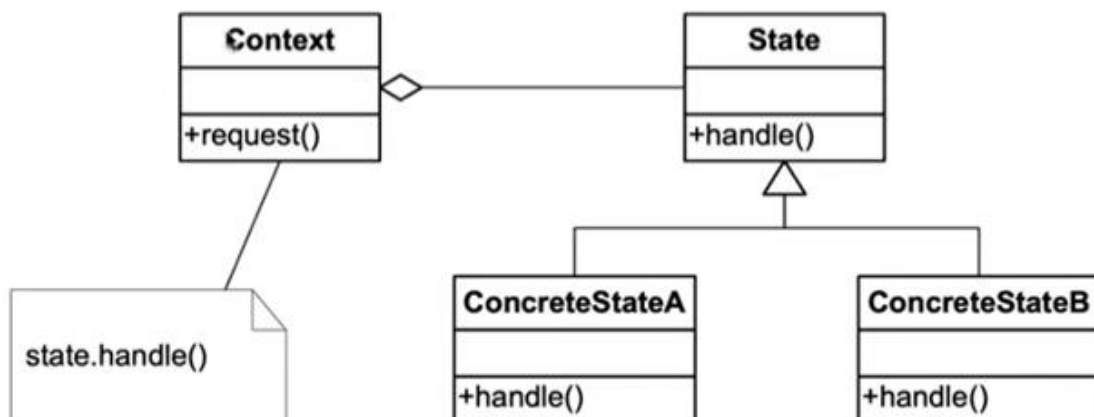 Context
+request()
State
+handle()
state.handle()
ConcreteStateA
+handle()
ConcreteStateB
+handle()